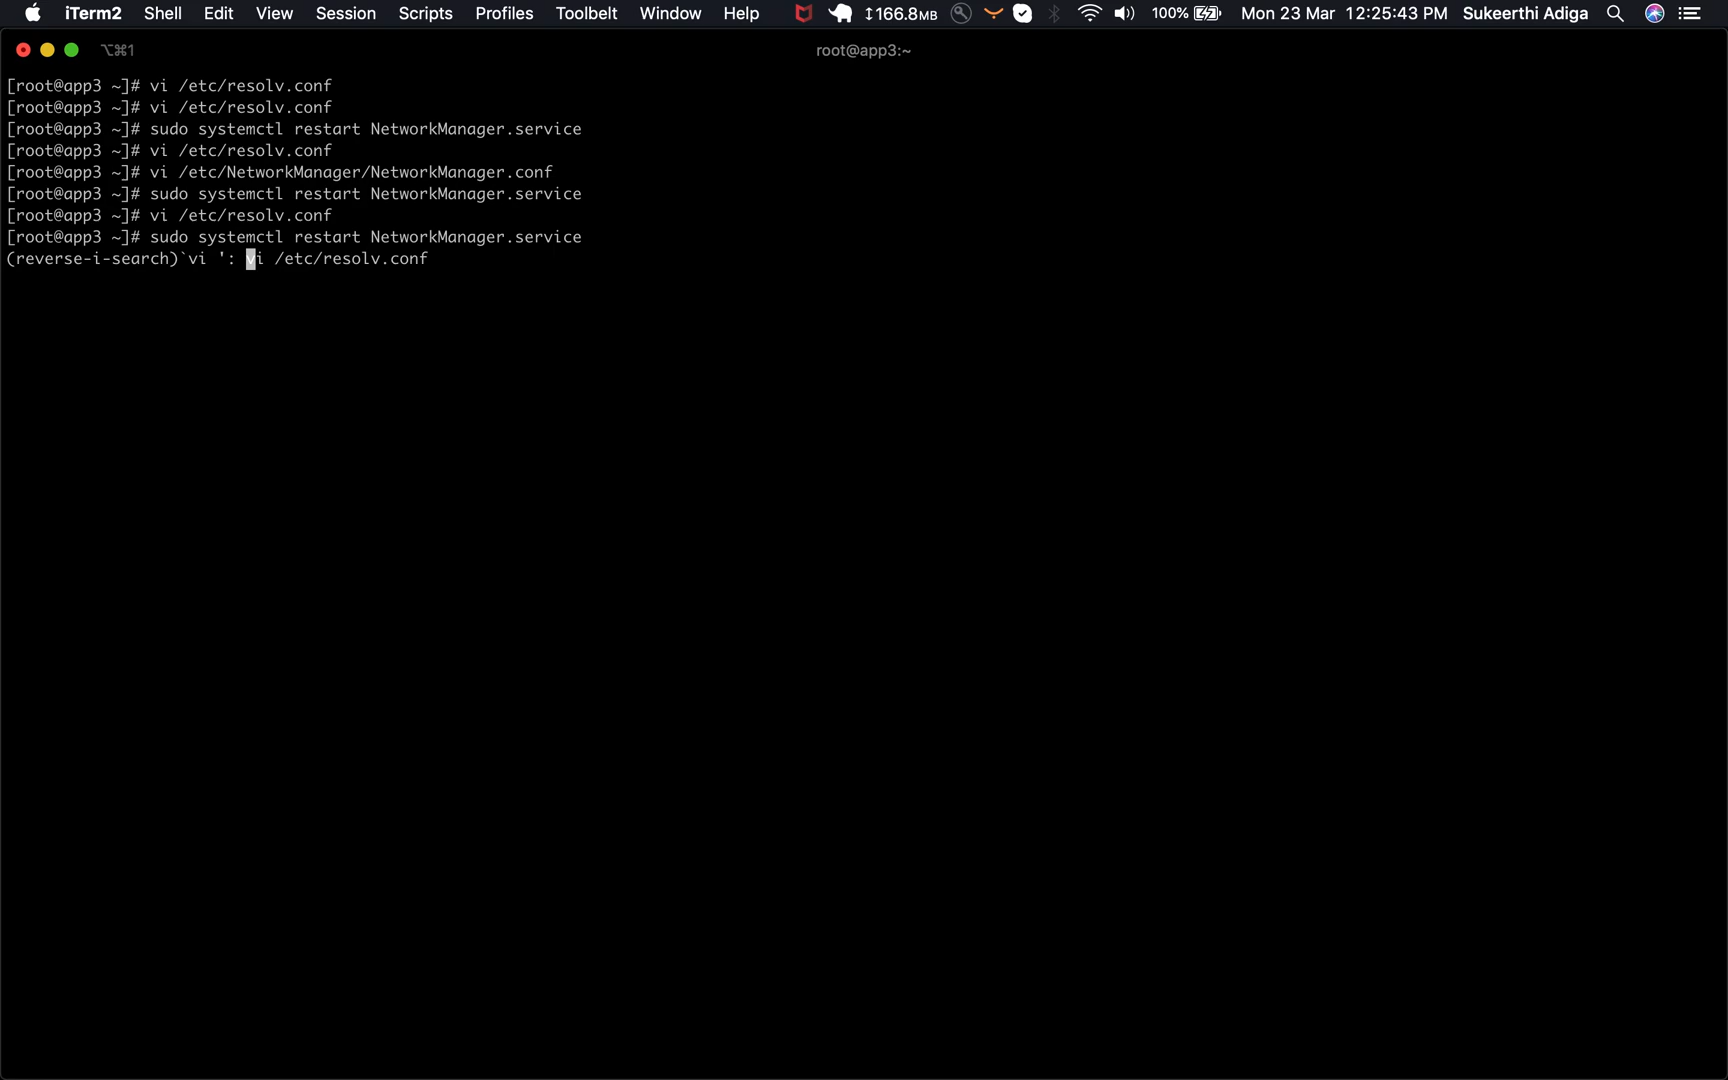 iTerm2 Shell Edit View Session Scripts Profiles Toolbelt Window Help ↕166.8MB 100% Mon 23 Mar 12:25:43 PM Sukeerthi Adiga
⌥⌘1 root@app3:~
[root@app3 ~]# vi /etc/resolv.conf
[root@app3 ~]# vi /etc/resolv.conf
[root@app3 ~]# sudo systemctl restart NetworkManager.service
[root@app3 ~]# vi /etc/resolv.conf
[root@app3 ~]# vi /etc/NetworkManager/NetworkManager.conf
[root@app3 ~]# sudo systemctl restart NetworkManager.service
[root@app3 ~]# vi /etc/resolv.conf
[root@app3 ~]# sudo systemctl restart NetworkManager.service
(reverse-i-search)`vi ': vi /etc/resolv.conf